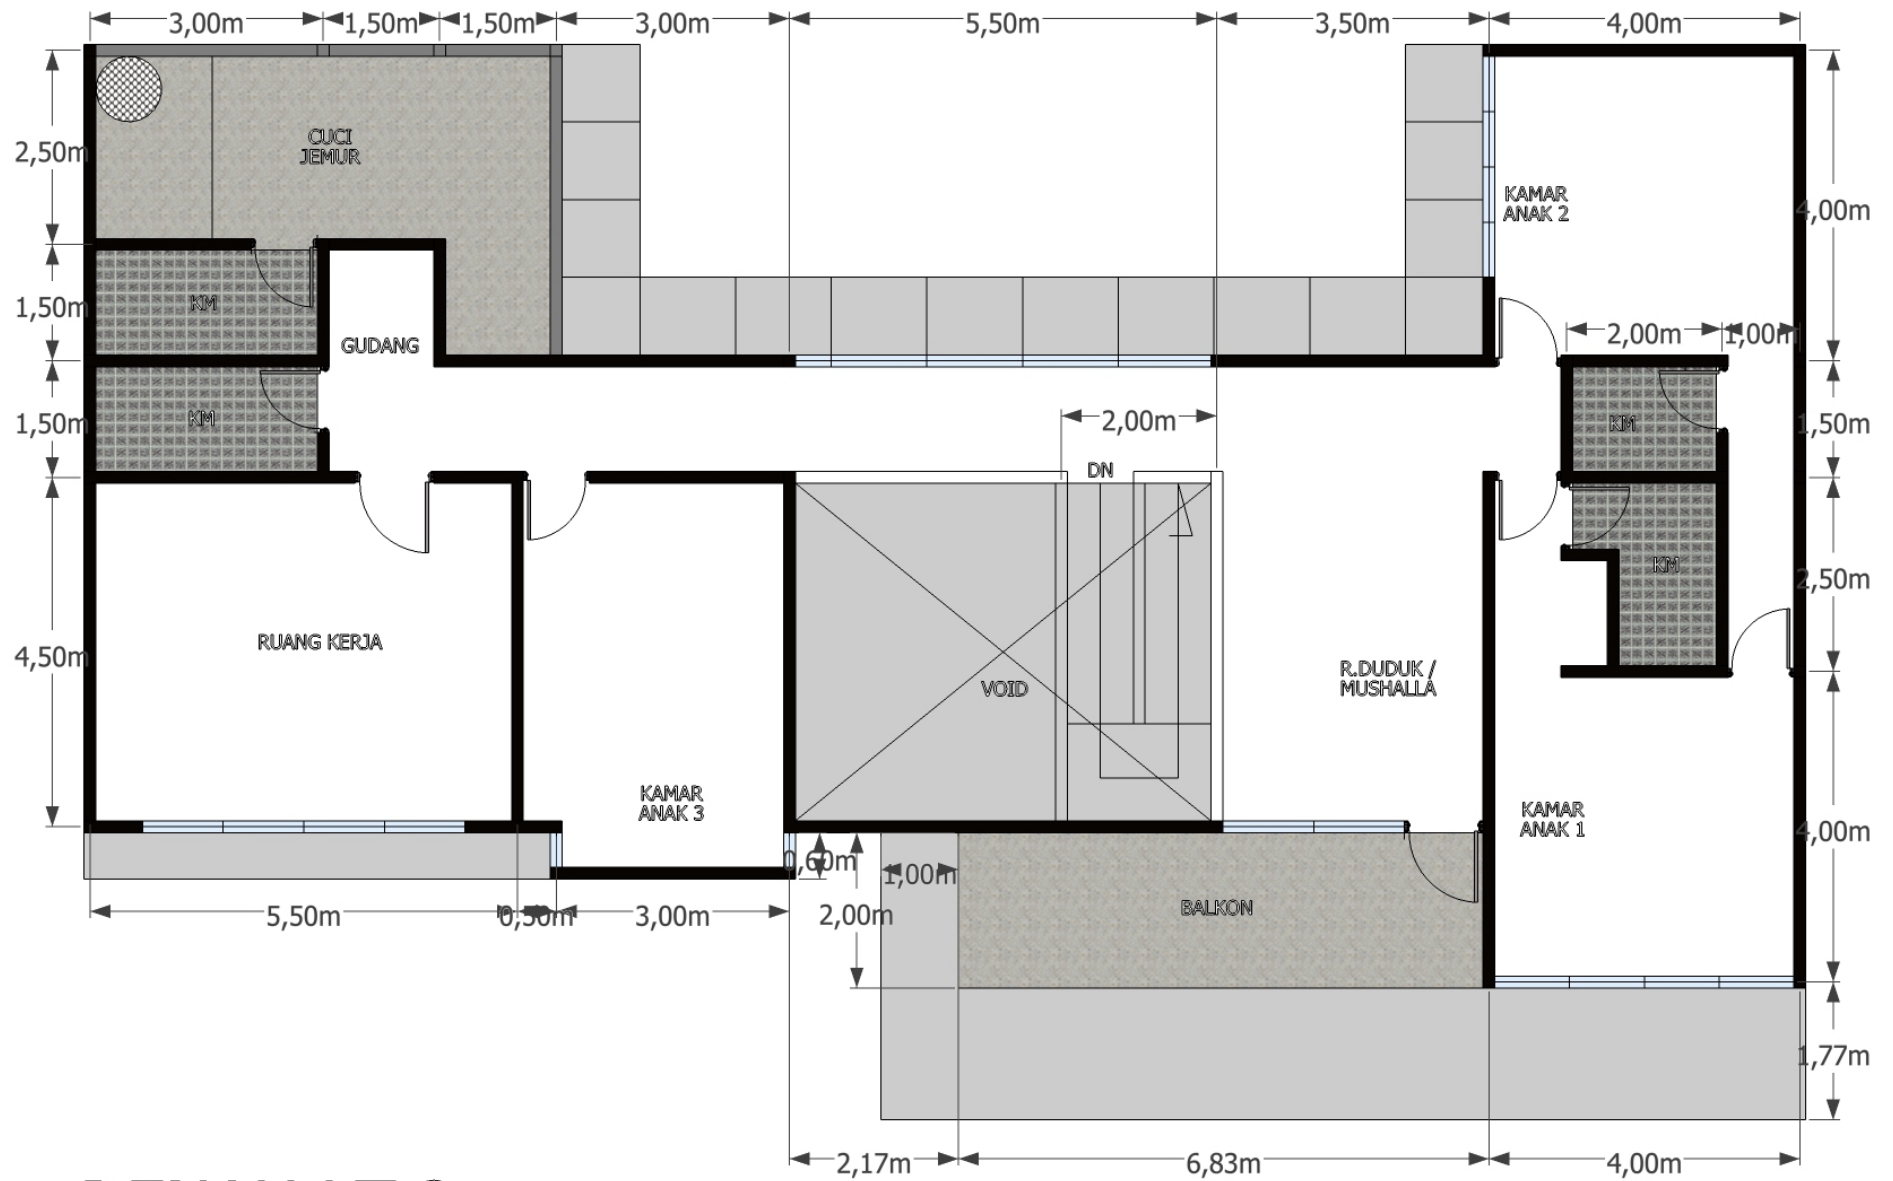 3,00m
1,50m
1,50m
3,00m
5,50m
3,50m
4,00m
2,50m
CUCI
JEMUR
KAMAR
ANAK 2
4,00m
1,50m
KM
GUDANG
2,00m
1,00m
1,50m
KM
2,00m
KM
1,50m
DN
KM
2,50m
4,50m
RUANG KERJA
VOID
R.DUDUK /
MUSHALLA
KAMAR
ANAK 3
KAMAR
ANAK 1
4,00m
0,60m
1,00m
5,50m
0,50m
3,00m
2,00m
BALKON
1,77m
2,17m
6,83m
4,00m